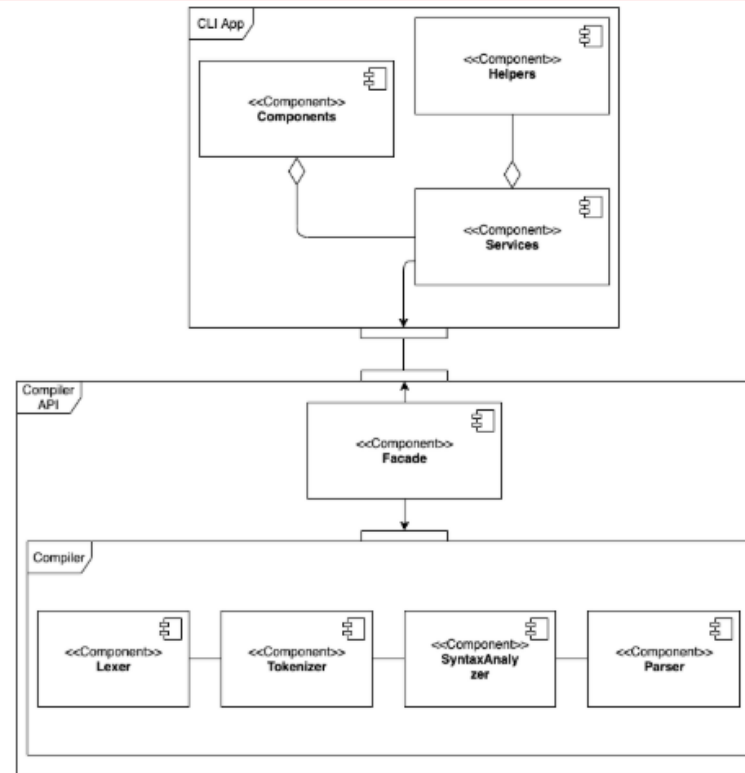 CLI App
<<Component>>
Helpers
<<Component>>
Components
<<Component>>
Services
Compiler
API
<<Component>>
Facade
Compiler
<<Component>>
Lexer
<<Component>>
Tokenizer
<<Component>>
SyntaxAnaly
zer
<<Component>>
Parser